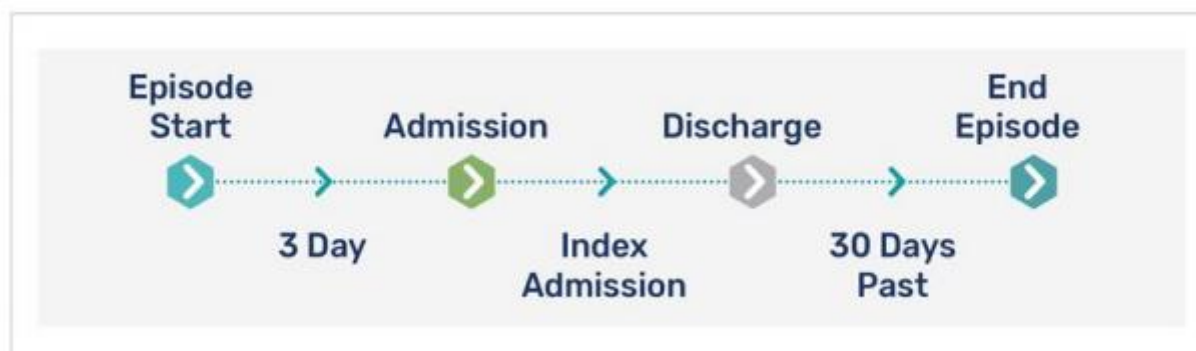 Episode
Start
Admission
Discharge
End
Episode
3 Day
Index
Admission
30 Days
Past